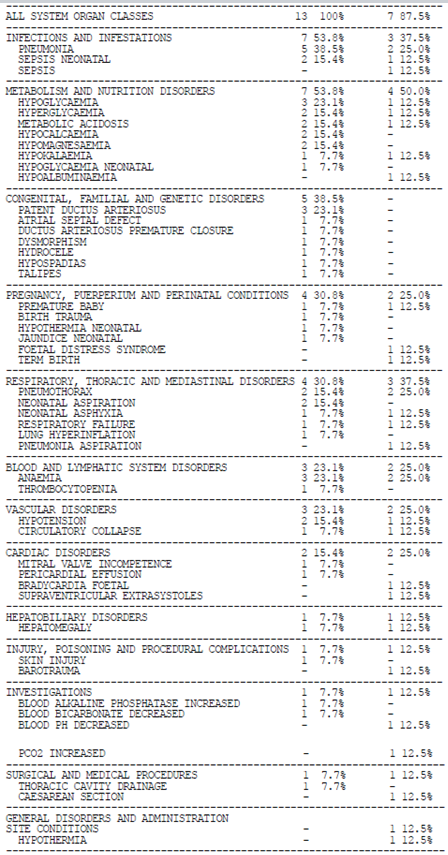 ALL SYSTEM ORGAN CLASSES 13 100% 7 87.5%
INFECTIONS AND INFESTATIONS 7 53.8% 3 37.5%
PNEUMONIA 5 38.5% 2 25.0%
SEPSIS NEONATAL 2 15.4% 1 12.5%
SEPSIS - 1 12.5%
METABOLISM AND NUTRITION DISORDERS 7 53.8% 4 50.0%
HYPOGLYCAEMIA 3 23.1% 1 12.5%
HYPERGLYCAEMIA 2 15.4% 1 12.5%
METABOLIC ACIDOSIS 2 15.4% 1 12.5%
HYPOCALCAEMIA 2 15.4% -
HYPOMAGNESAEMIA 2 15.4% -
HYPOKALAEMIA 1 7.7% 1 12.5%
HYPOGLYCAEMIA NEONATAL 1 7.7% -
HYPOALBUMINAEMIA - 1 12.5%
CONGENITAL, FAMILIAL AND GENETIC DISORDERS 5 38.5% -
PATENT DUCTUS ARTERIOSUS 3 23.1% -
ATRIAL SEPTAL DEFECT 1 7.7% -
DUCTUS ARTERIOSUS PREMATURE CLOSURE 1 7.7% -
DYSMORPHISM 1 7.7% -
HYDROCELE 1 7.7% -
HYPOSPADIAS 1 7.7% -
TALIPES 1 7.7% -
PREGNANCY, PUERPERIUM AND PERINATAL CONDITIONS 4 30.8% 2 25.0%
PREMATURE BABY 1 7.7% 1 12.5%
BIRTH TRAUMA 1 7.7% -
HYPOTHERMIA NEONATAL 1 7.7% -
JAUNDICE NEONATAL 1 7.7% -
FOETAL DISTRESS SYNDROME - 1 12.5%
TERM BIRTH - 1 12.5%
RESPIRATORY, THORACIC AND MEDIASTINAL DISORDERS 4 30.8% 3 37.5%
PNEUMOTHORAX 2 15.4% 2 25.0%
NEONATAL ASPIRATION 2 15.4% -
NEONATAL ASPHYXIA 1 7.7% 1 12.5%
RESPIRATORY FAILURE 1 7.7% 1 12.5%
LUNG HYPERINFLATION 1 7.7% -
PNEUMONIA ASPIRATION - 1 12.5%
BLOOD AND LYMPHATIC SYSTEM DISORDERS 3 23.1% 2 25.0%
ANAEMIA 3 23.1% 2 25.0%
THROMBOCYTOPENIA 1 7.7% -
VASCULAR DISORDERS 3 23.1% 2 25.0%
HYPOTENSION 2 15.4% 1 12.5%
CIRCULATORY COLLAPSE 1 7.7% 1 12.5%
CARDIAC DISORDERS 2 15.4% 2 25.0%
MITRAL VALVE INCOMPETENCE 1 7.7% -
PERICARDIAL EFFUSION 1 7.7% -
BRADYCARDIA FOETAL - 1 12.5%
SUPRAVENTRICULAR EXTRASYSTOLES - 1 12.5%
HEPATOBILIARY DISORDERS 1 7.7% 1 12.5%
HEPATOMEGALY 1 7.7% 1 12.5%
INJURY, POISONING AND PROCEDURAL COMPLICATIONS 1 7.7% 1 12.5%
SKIN INJURY 1 7.7% -
BAROTRAUMA - 1 12.5%
INVESTIGATIONS 1 7.7% 1 12.5%
BLOOD ALKALINE PHOSPHATASE INCREASED 1 7.7% -
BLOOD BICARBONATE DECREASED 1 7.7% -
BLOOD PH DECREASED - 1 12.5%
PCO2 INCREASED - 1 12.5%
SURGICAL AND MEDICAL PROCEDURES 1 7.7% 1 12.5%
THORACIC CAVITY DRAINAGE 1 7.7% -
CAESAREAN SECTION - 1 12.5%
GENERAL DISORDERS AND ADMINISTRATION
SITE CONDITIONS - 1 12.5%
HYPOTHERMIA - 1 12.5%